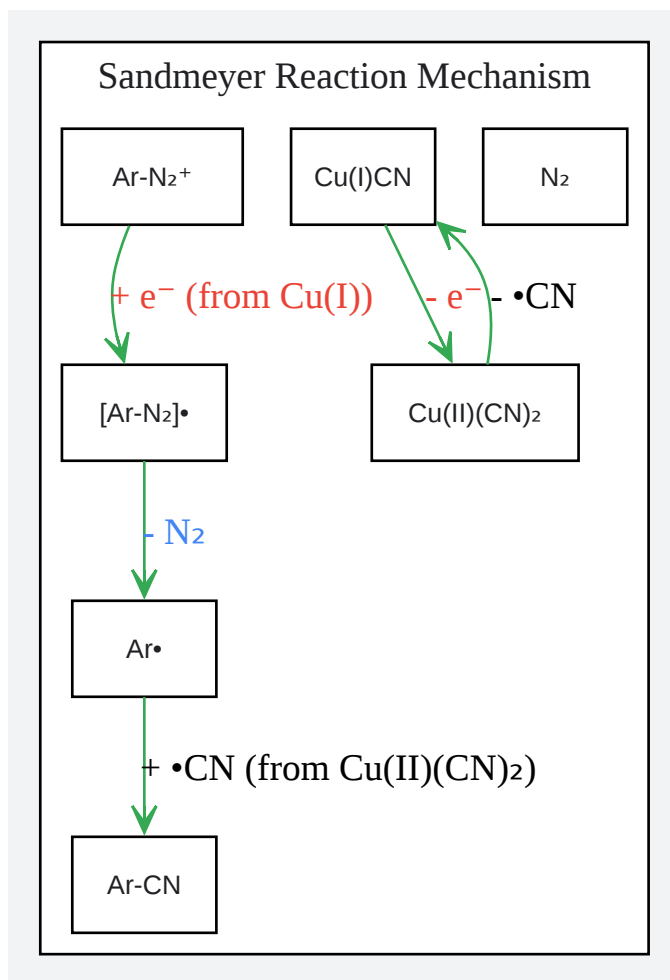 Sandmeyer Reaction Mechanism
Ar-N₂⁺
Cu(I)CN
N₂
+ e⁻ (from Cu(I))
- e⁻
- •CN
[Ar-N₂]•
Cu(II)(CN)₂
- N₂
Ar•
+ •CN (from Cu(II)(CN)₂)
Ar-CN